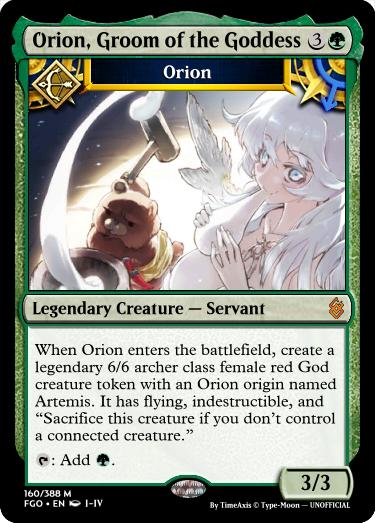 Orion, Groom of the Goddess 3
Orion
Legendary Creature — Servant
When Orion enters the battlefield, create a
legendary 6/6 archer class female red God
creature token with an Orion origin named
Artemis. It has flying, indestructible, and
“Sacrifice this creature if you don’t control
a connected creature.”
: Add .
3/3
160/388 M
FGO • EN I-IV
By TimeAxis © Type-Moon — UNOFFICIAL